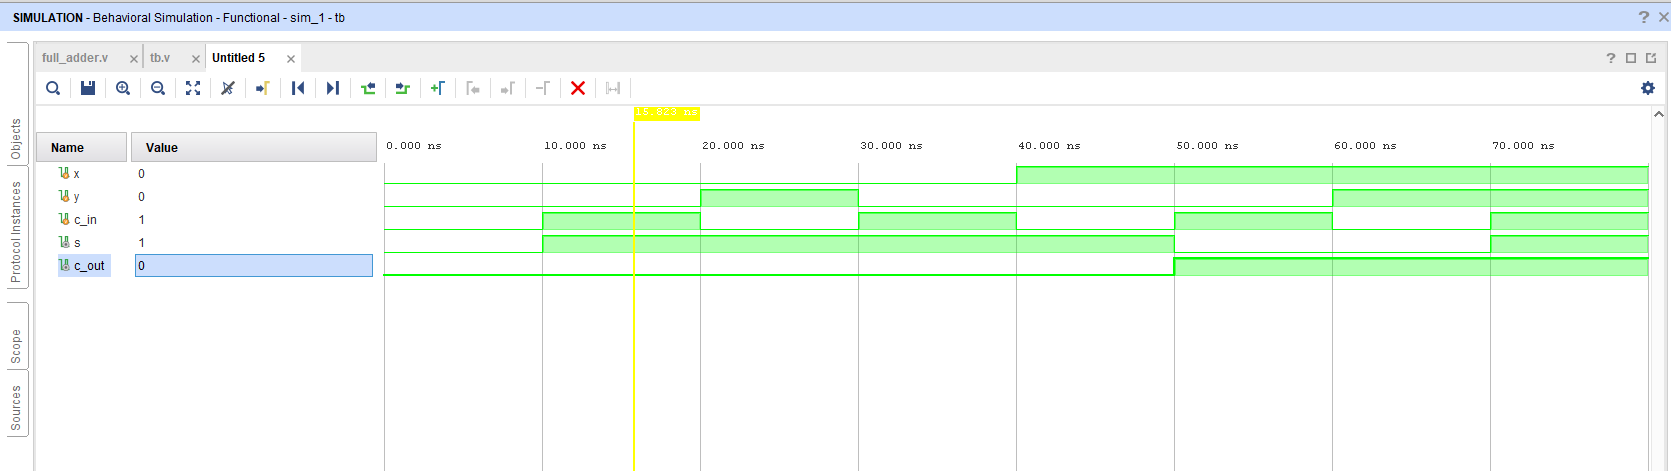 SIMULATION - Behavioral Simulation - Functional - sim_1 - tb
? ×
full_adder.v × tb.v × Untitled 5 ×
?
Name Value
0.000 ns 10.000 ns 20.000 ns 30.000 ns 40.000 ns 50.000 ns 60.000 ns 70.000 ns
x 0
y 0
c_in 1
s 1
c_out 0
Objects
Protocol Instances
Scope
Sources